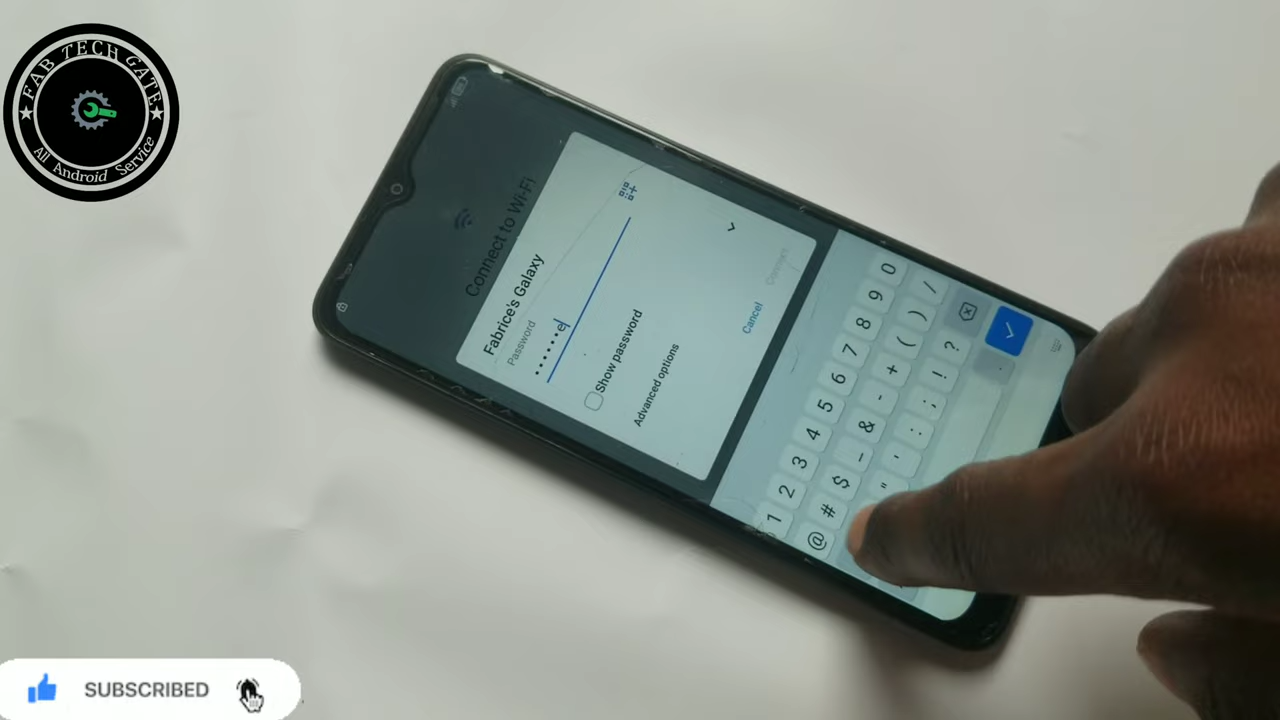 FAB TECH GATE
All Android Service
Connect to Wi-Fi
Fabrice's Galaxy
Password
••••••e
Show password
Advanced options
Cancel
Connect
1 2 3 4 5 6 7 8 9 0
@ # $ _ & - + ( ) /
" ' : ; ! ?
.
SUBSCRIBED